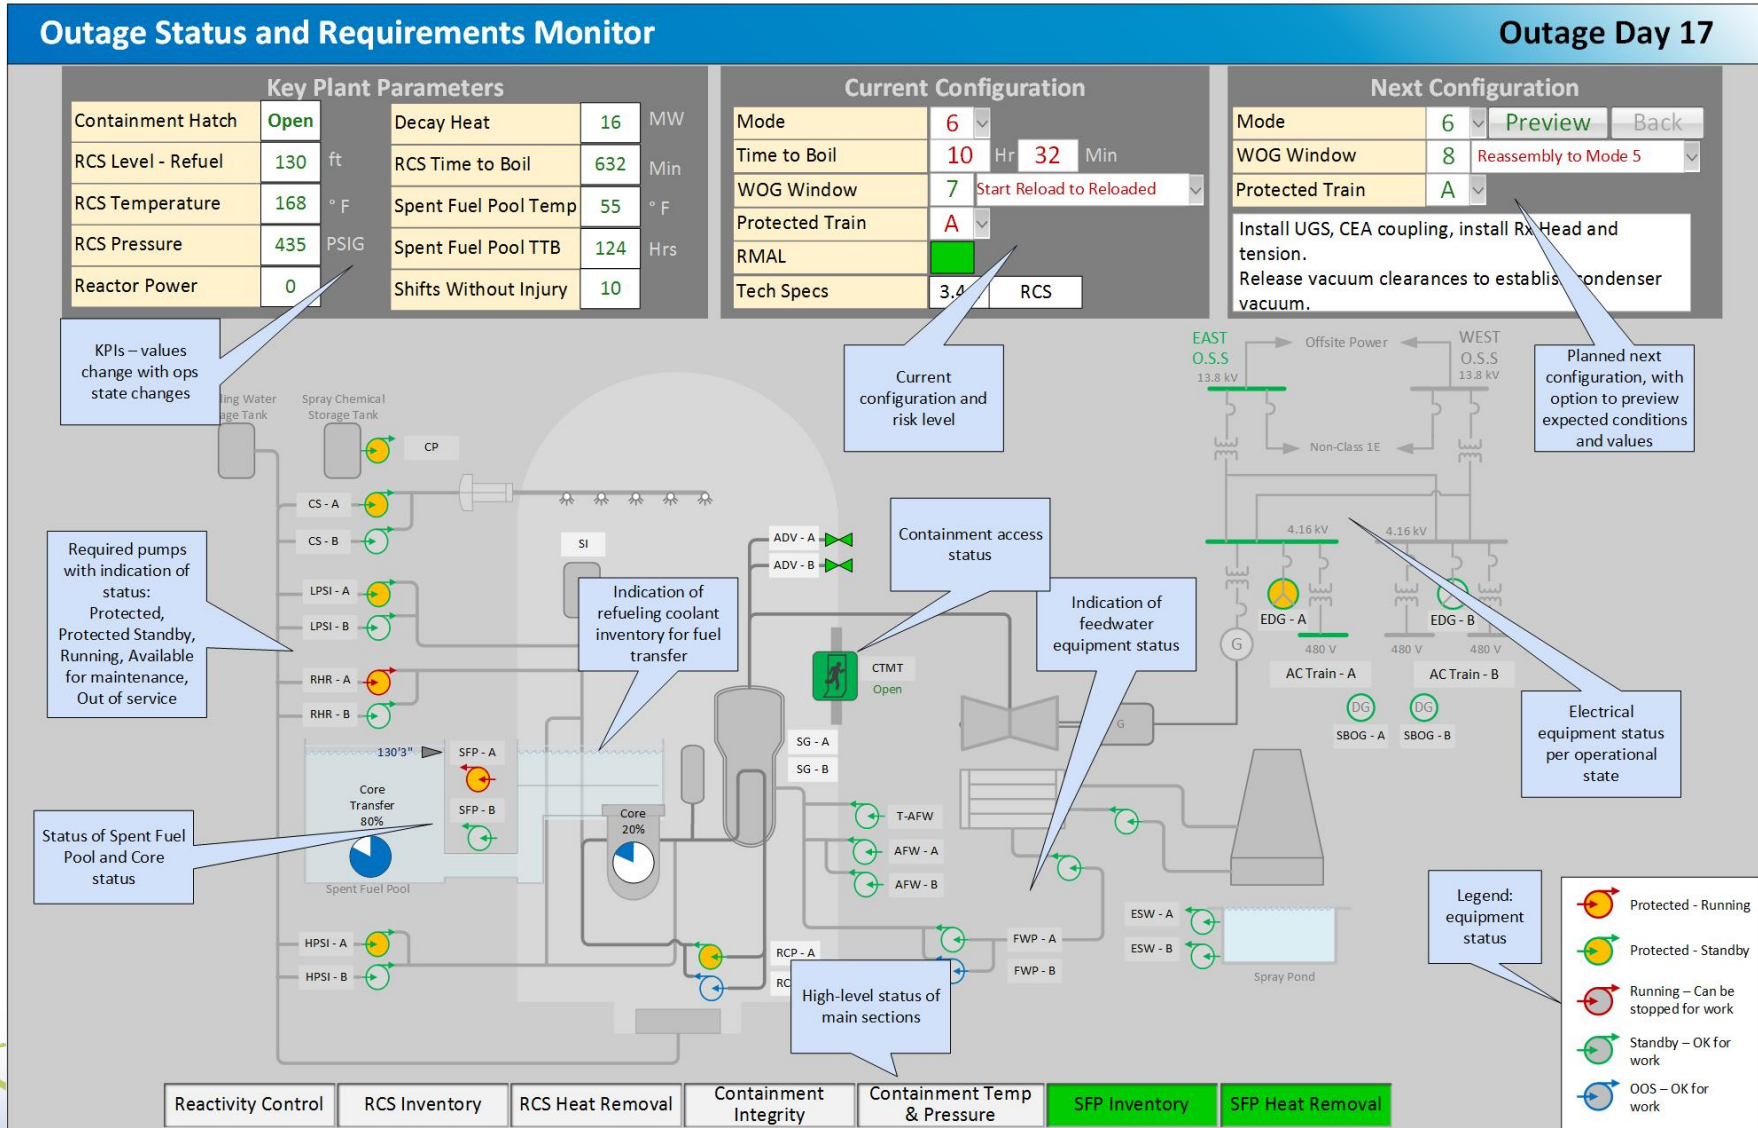 Outage Status and Requirements Monitor
Outage Day 17
Key Plant Parameters
Containment Hatch Open
RCS Level - Refuel 130 ft
RCS Temperature 168 ° F
RCS Pressure 435 PSIG
Reactor Power 0
Decay Heat 16 MW
RCS Time to Boil 632 Min
Spent Fuel Pool Temp 55 ° F
Spent Fuel Pool TTB 124 Hrs
Shifts Without Injury 10
Current Configuration
Mode 6
Time to Boil 10 Hr 32 Min
WOG Window 7 Start Reload to Reloaded
Protected Train A
RMAL
Tech Specs 3.4 RCS
Next Configuration
Mode 6 Preview Back
WOG Window 8 Reassembly to Mode 5
Protected Train A
Install UGS, CEA coupling, install Rx Head and
tension.
Release vacuum clearances to establis condenser
vacuum.
KPIs – values
change with ops
state changes
Current
configuration and
risk level
Planned next
configuration, with
option to preview
expected conditions
and values
ling Water
age Tank
Spray Chemical
Storage Tank
CP
CS - A
CS - B
Required pumps
with indication of
status:
Protected,
Protected Standby,
Running, Available
for maintenance,
Out of service
LPSI - A
LPSI - B
RHR - A
RHR - B
SI
Indication of
refueling coolant
inventory for fuel
transfer
ADV - A
ADV - B
Containment access
status
Indication of
feedwater
equipment status
CTMT
Open
EAST
O.S.S
13.8 kV
Offsite Power
WEST
O.S.S
13.8 kV
Non-Class 1E
4.16 kV
4.16 kV
EDG - A
EDG - B
G
480 V
480 V
480 V
AC Train - A
AC Train - B
DG
DG
SBOG - A
SBOG - B
Electrical
equipment status
per operational
state
130'3"
SFP - A
SFP - B
Core
Transfer
80%
Spent Fuel Pool
Status of Spent Fuel
Pool and Core
status
Core
20%
SG - A
SG - B
G
T-AFW
AFW - A
AFW - B
HPSI - A
HPSI - B
RCP - A
RC
FWP - A
FWP - B
ESW - A
ESW - B
Spray Pond
High-level status of
main sections
Legend:
equipment
status
Protected - Running
Protected - Standby
Running – Can be
stopped for work
Standby – OK for
work
OOS – OK for
work
Reactivity Control
RCS Inventory
RCS Heat Removal
Containment
Integrity
Containment Temp
& Pressure
SFP Inventory
SFP Heat Removal